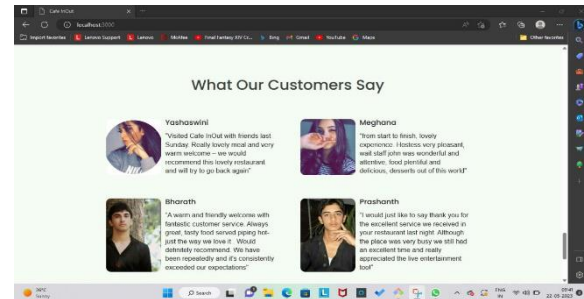 Cafe InOut
localhost:3000
Import favorites Lenovo Support Lenovo McAfee Final Fantasy XIV Co... Bing Gmail YouTube Maps Other favorites
What Our Customers Say
Yashaswini
"Visited Cafe InOut with friends last
Sunday. Really lovely meal and very
warm welcome – we would
recommend this lovely restaurant
and will try to go back again"
Meghana
"from start to finish, lovely
experience. Hostess very pleasant,
wait staff john was wonderful and
attentive, food plentiful and
delicious, desserts out of this world"
Bharath
"A warm and friendly welcome with
fantastic customer service. Always
great, tasty food served piping hot-
just the way we love it . Would
definitely recommend. We have
been repeatedly and it's consistently
exceeded our expectations"
Prashanth
"I would just like to say thank you for
the excellent service we received in
your restaurant last night. Although
the place was very busy we still had
an excellent time and really
appreciated the live entertainment
too!"
Sunny
Search
ENG
IN
22-05-2023